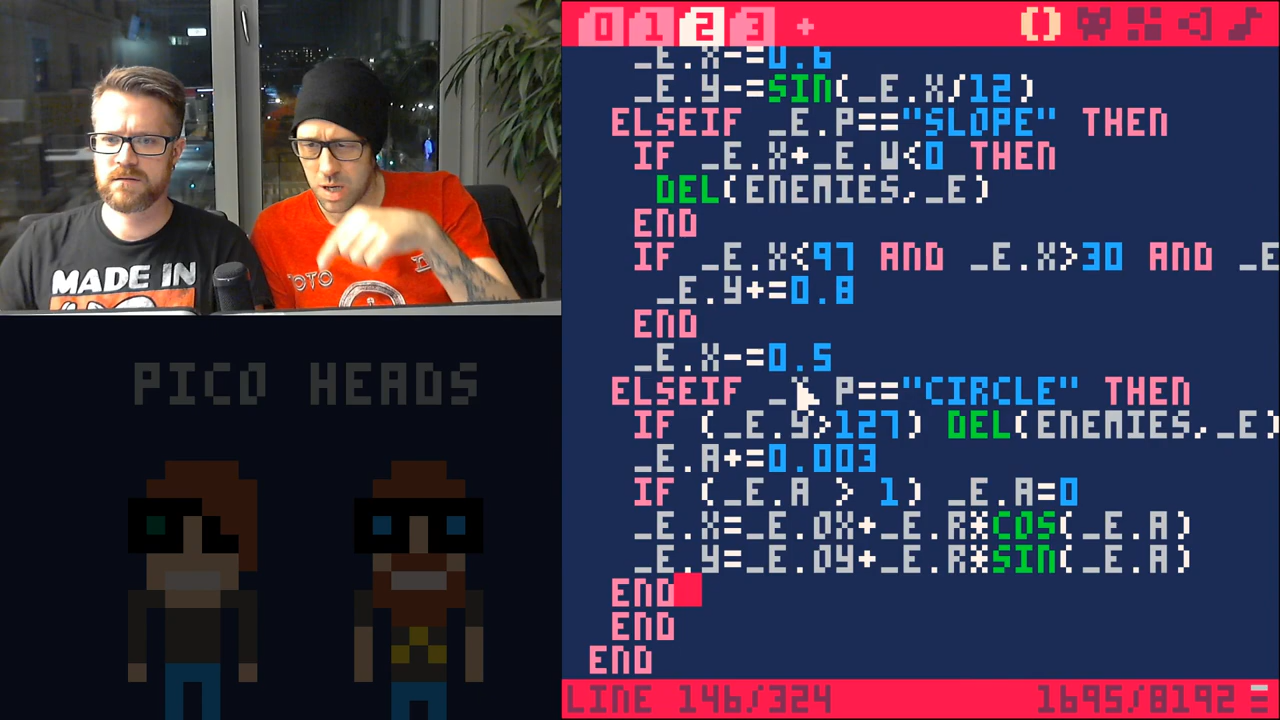 0 1 2 3 +
_E.X-=0.6
_E.Y-=SIN(_E.X/12)
ELSEIF _E.P=="SLOPE" THEN
IF _E.X+_E.W<0 THEN
DEL(ENEMIES,_E)
END
IF _E.X<97 AND _E.X>30 AND _E
_E.Y+=0.8
END
_E.X-=0.5
ELSEIF _ P=="CIRCLE" THEN
IF (_E.Y>127) DEL(ENEMIES,_E)
_E.A+=0.003
IF (_E.A > 1) _E.A=0
_E.X=_E.OX+_E.R*COS(_E.A)
_E.Y=_E.OY+_E.R*SIN(_E.A)
END
END
END
LINE 146/324 1695/8192
MADE IN
PICO HEADS